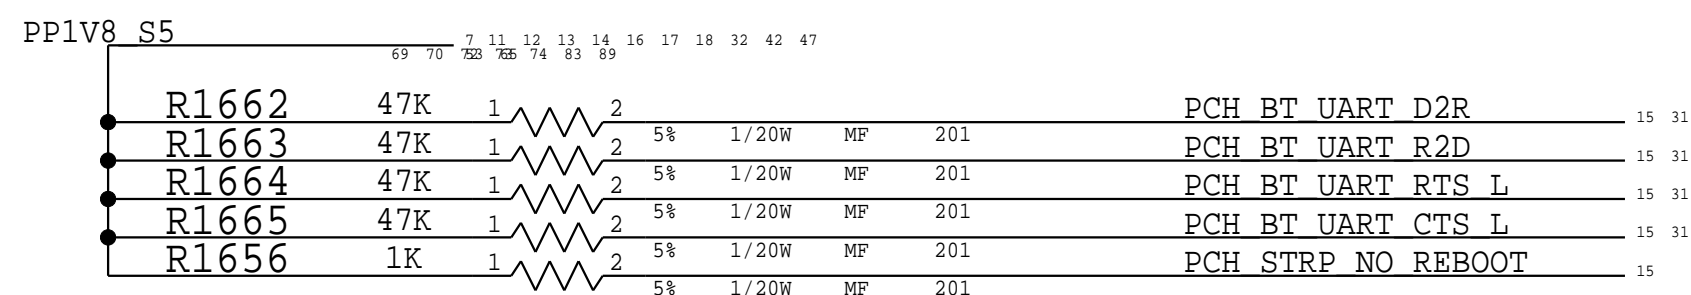 PP1V8_S5
7 11 12 13 14 16 17 18 32 42 47
69 70 72 73 74 83 89
R1662 47K 1 2 PCH_BT_UART_D2R 15 31
5% 1/20W MF 201
R1663 47K 1 2 PCH_BT_UART_R2D 15 31
5% 1/20W MF 201
R1664 47K 1 2 PCH_BT_UART_RTS_L 15 31
5% 1/20W MF 201
R1665 47K 1 2 PCH_BT_UART_CTS_L 15 31
5% 1/20W MF 201
R1656 1K 1 2 PCH_STRP_NO_REBOOT 15
5% 1/20W MF 201